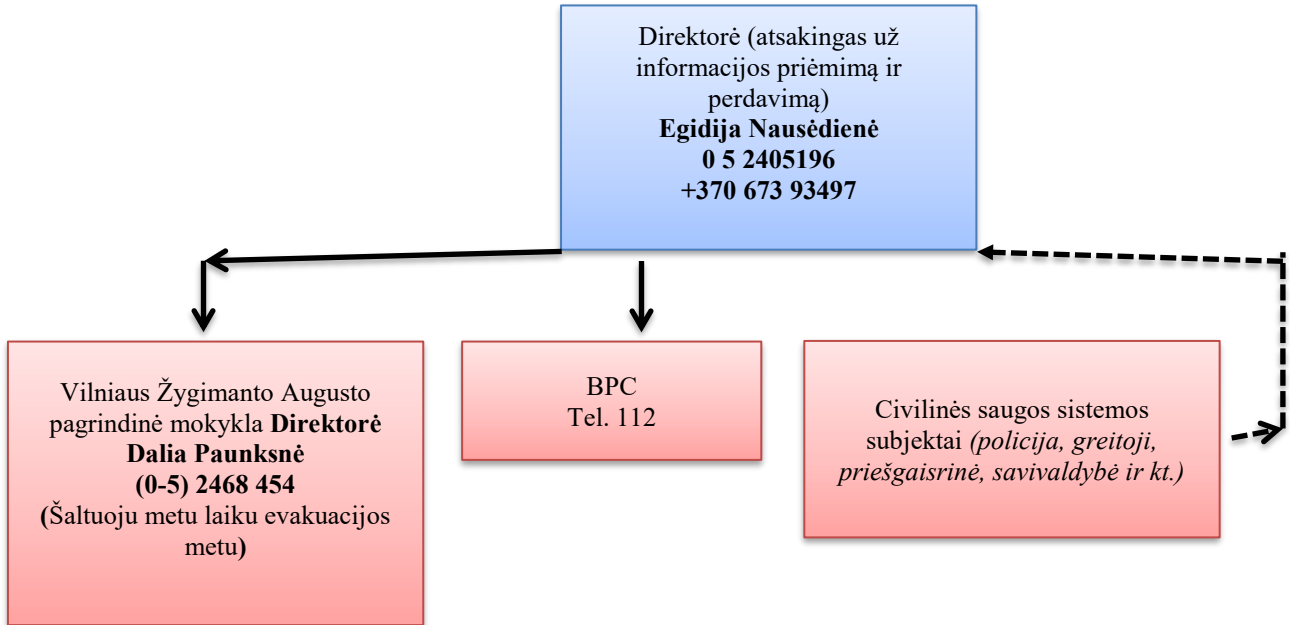 Direktorė (atsakingas už
informacijos priėmimą ir
perdavimą)
Egidija Nausėdienė
0 5 2405196
+370 673 93497
Vilniaus Žygimanto Augusto
pagrindinė mokykla Direktorė
Dalia Paunksnė
(0-5) 2468 454
(Šaltuoju metu laiku evakuacijos
metu)
BPC
Tel. 112
Civilinės saugos sistemos
subjektai (policija, greitoji,
priešgaisrinė, savivaldybė ir kt.)